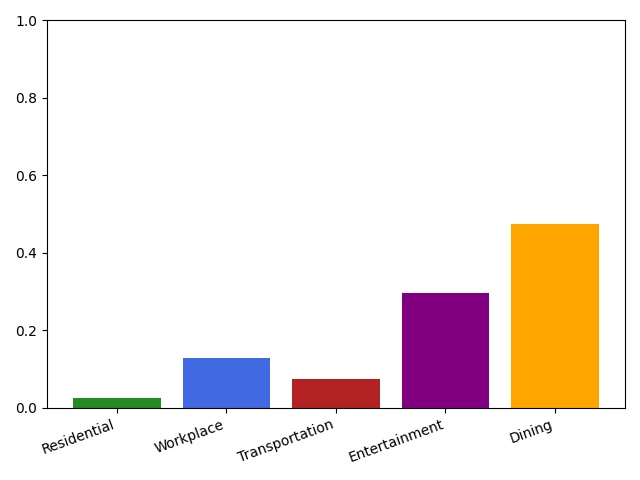 1.0
0.8
0.6
0.4
0.2
0.0
Residential
Workplace
Transportation
Entertainment
Dining